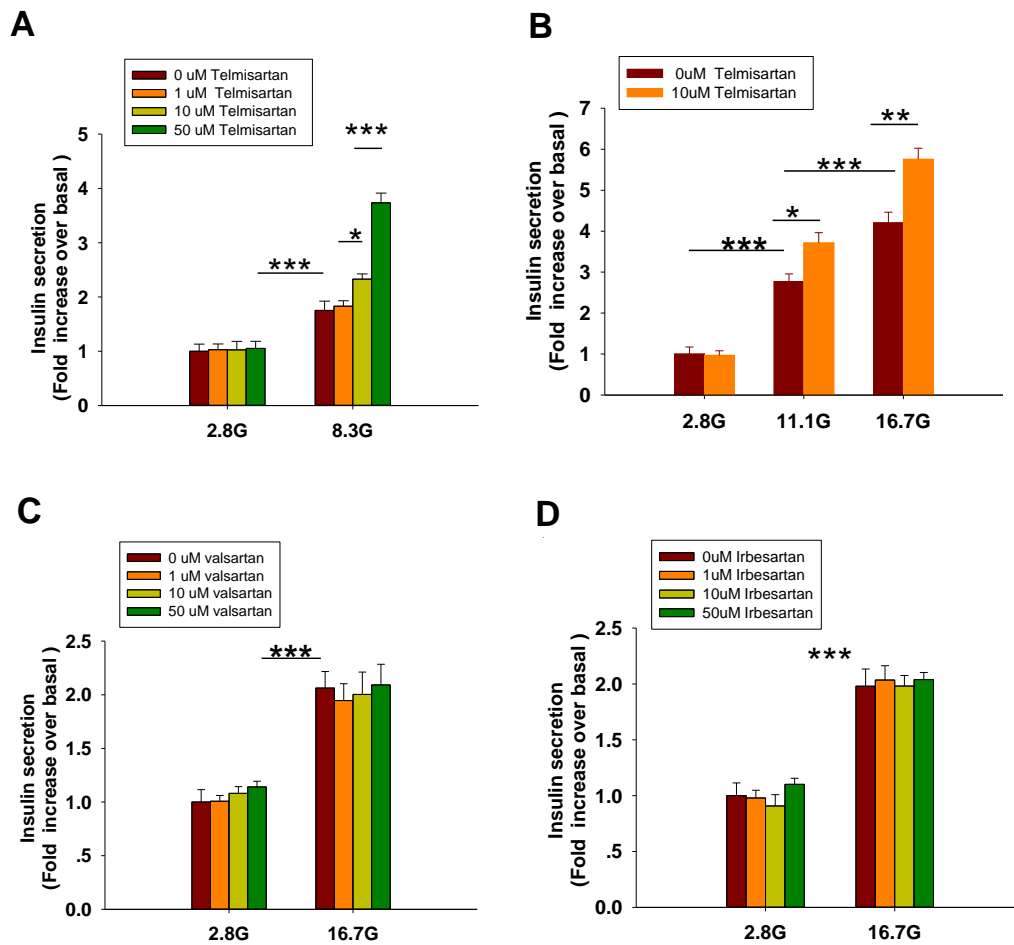 A
0 uM Telmisartan
1 uM Telmisartan
10 uM Telmisartan
50 uM Telmisartan
Insulin secretion
(Fold increase over basal )
5
4
3
2
1
0
***
*
***
2.8G 8.3G
B
0uM Telmisartan
10uM Telmisartan
Insulin secretion
(Fold increase over basal )
7
6
5
4
3
2
1
0
**
***
*
***
2.8G 11.1G 16.7G
C
0 uM valsartan
1 uM valsartan
10 uM valsartan
50 uM valsartan
Insulin secretion
(Fold increase over basal)
2.5
2.0
1.5
1.0
.5
0.0
***
2.8G 16.7G
D
0uM Irbesartan
1uM Irbesartan
10uM Irbesartan
50uM Irbesartan
Insulin secretion
(Fold increase over basal)
2.5
2.0
1.5
1.0
.5
0.0
***
2.8G 16.7G